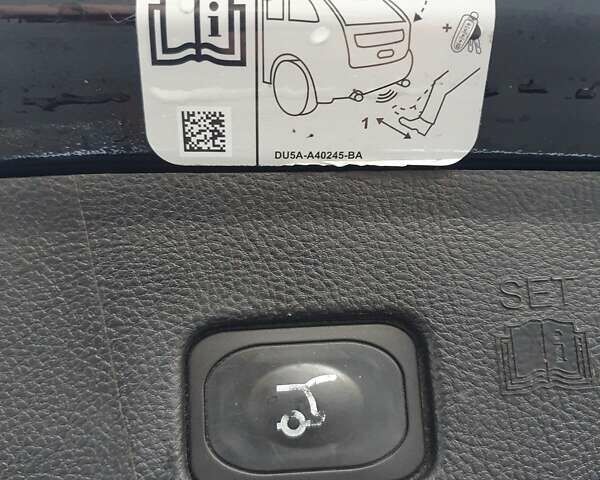 i
+
1
DU5A-A40245-BA
SET
i